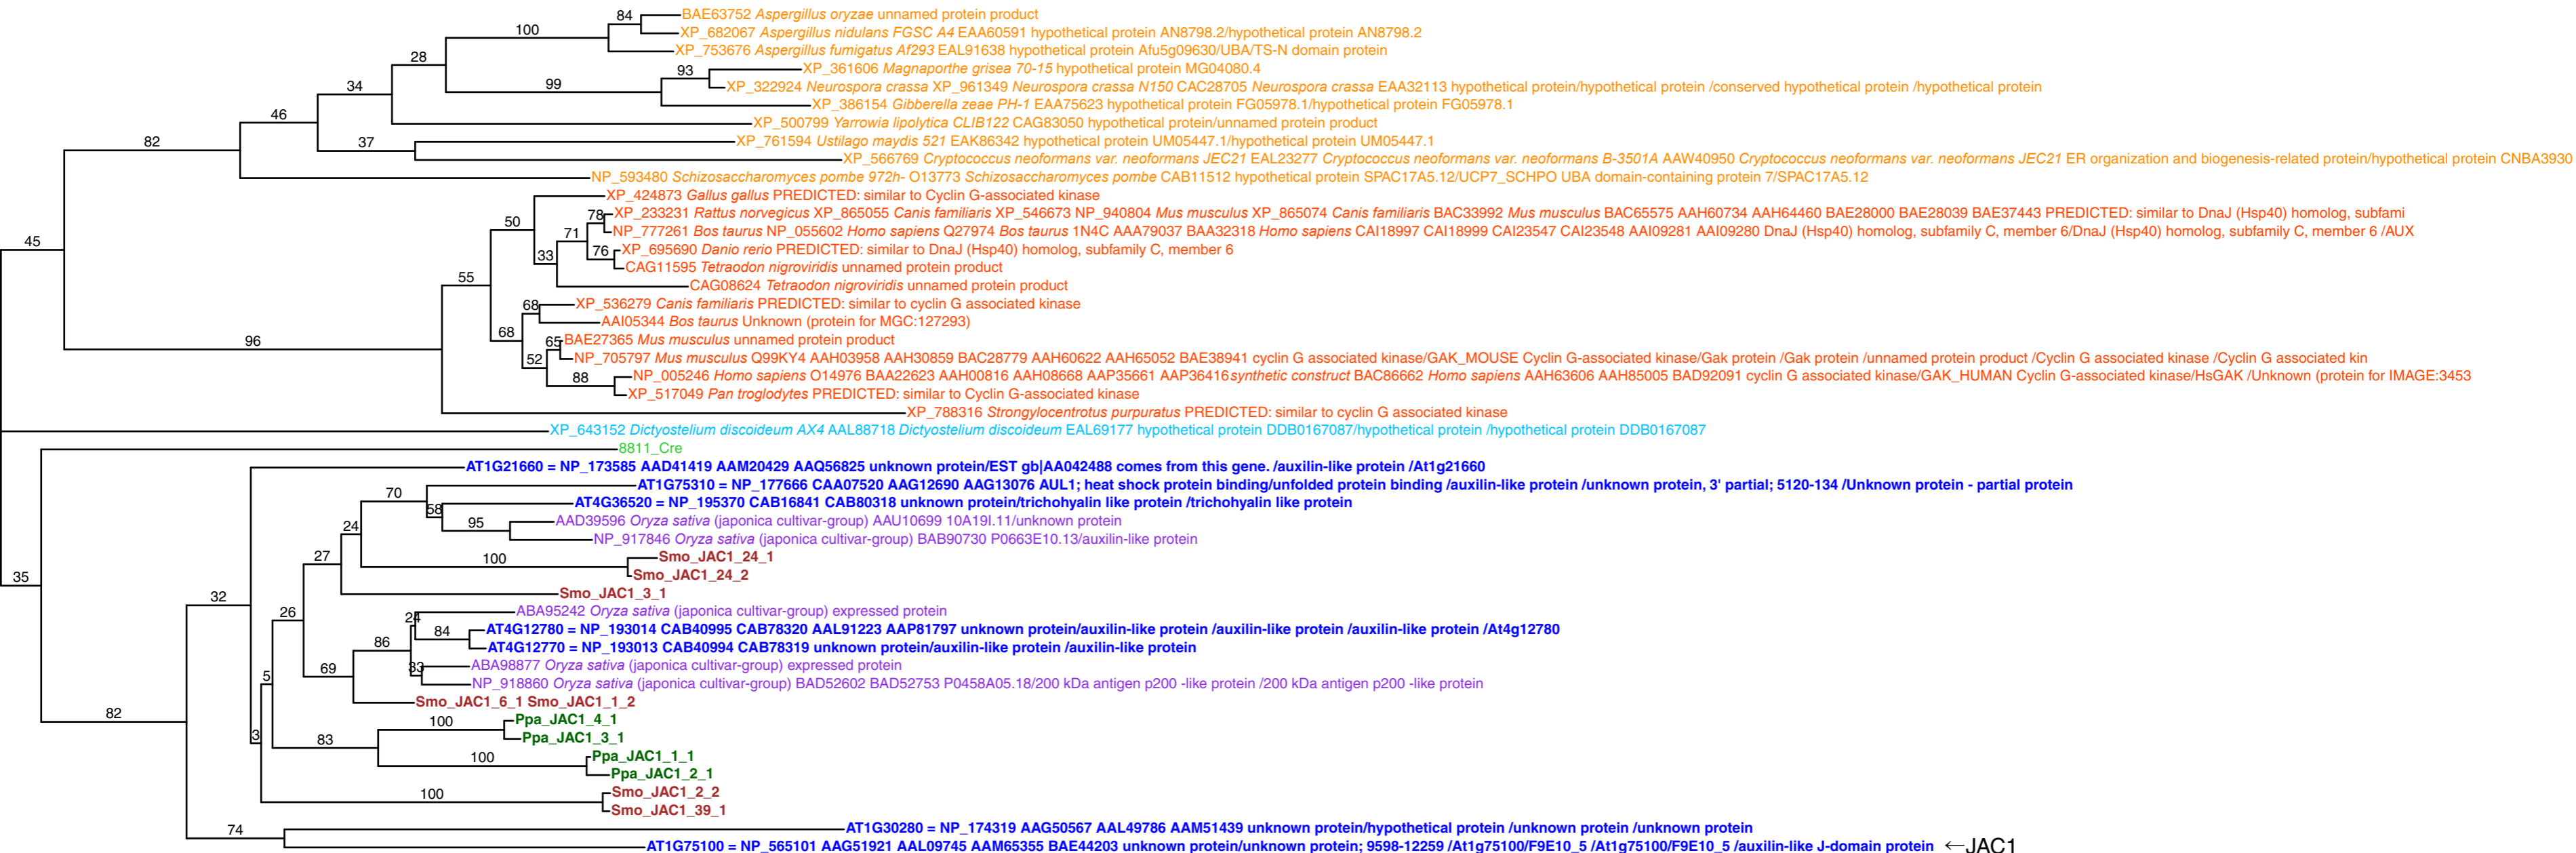 84 BAE63752 Aspergillus oryzae unnamed protein product
100 XP_682067 Aspergillus nidulans FGSC A4 EAA60591 hypothetical protein AN8798.2/hypothetical protein AN8798.2
XP_753676 Aspergillus fumigatus Af293 EAL91638 hypothetical protein Afu5g09630/UBA/TS-N domain protein
28
93 XP_361606 Magnaporthe grisea 70-15 hypothetical protein MG04080.4
34 99 XP_322924 Neurospora crassa XP_961349 Neurospora crassa N150 CAC28705 Neurospora crassa EAA32113 hypothetical protein/hypothetical protein /conserved hypothetical protein /hypothetical protein
XP_386154 Gibberella zeae PH-1 EAA75623 hypothetical protein FG05978.1/hypothetical protein FG05978.1
46 XP_500799 Yarrowia lipolytica CLIB122 CAG83050 hypothetical protein/unnamed protein product
82 37 XP_761594 Ustilago maydis 521 EAK86342 hypothetical protein UM05447.1/hypothetical protein UM05447.1
XP_566769 Cryptococcus neoformans var. neoformans JEC21 EAL23277 Cryptococcus neoformans var. neoformans B-3501A AAW40950 Cryptococcus neoformans var. neoformans JEC21 ER organization and biogenesis-related protein/hypothetical protein CNBA3930
NP_593480 Schizosaccharomyces pombe 972h- O13773 Schizosaccharomyces pombe CAB11512 hypothetical protein SPAC17A5.12/UCP7_SCHPO UBA domain-containing protein 7/SPAC17A5.12
XP_424873 Gallus gallus PREDICTED: similar to Cyclin G-associated kinase
50 78 XP_233231 Rattus norvegicus XP_865055 Canis familiaris XP_546673 NP_940804 Mus musculus XP_865074 Canis familiaris BAC33992 Mus musculus BAC65575 AAH60734 AAH64460 BAE28000 BAE28039 BAE37443 PREDICTED: similar to DnaJ (Hsp40) homolog, subfami
71 NP_777261 Bos taurus NP_055602 Homo sapiens Q27974 Bos taurus 1N4C AAA79037 BAA32318 Homo sapiens CAI18997 CAI18999 CAI23547 CAI23548 AAI09281 AAI09280 DnaJ (Hsp40) homolog, subfamily C, member 6/DnaJ (Hsp40) homolog, subfamily C, member 6 /AUX
45 33 76 XP_695690 Danio rerio PREDICTED: similar to DnaJ (Hsp40) homolog, subfamily C, member 6
CAG11595 Tetraodon nigroviridis unnamed protein product
55 CAG08624 Tetraodon nigroviridis unnamed protein product
68 XP_536279 Canis familiaris PREDICTED: similar to cyclin G associated kinase
AAI05344 Bos taurus Unknown (protein for MGC:127293)
96 68 65 BAE27365 Mus musculus unnamed protein product
52 NP_705797 Mus musculus Q99KY4 AAH03958 AAH30859 BAC28779 AAH60622 AAH65052 BAE38941 cyclin G associated kinase/GAK_MOUSE Cyclin G-associated kinase/Gak protein /Gak protein /unnamed protein product /Cyclin G associated kinase /Cyclin G associated kin
88 NP_005246 Homo sapiens O14976 BAA22623 AAH00816 AAH08668 AAP35661 AAP36416 synthetic construct BAC86662 Homo sapiens AAH63606 AAH85005 BAD92091 cyclin G associated kinase/GAK_HUMAN Cyclin G-associated kinase/HsGAK /Unknown (protein for IMAGE:3453
XP_517049 Pan troglodytes PREDICTED: similar to Cyclin G-associated kinase
XP_788316 Strongylocentrotus purpuratus PREDICTED: similar to cyclin G associated kinase
XP_643152 Dictyostelium discoideum AX4 AAL88718 Dictyostelium discoideum EAL69177 hypothetical protein DDB0167087/hypothetical protein /hypothetical protein DDB0167087
8811_Cre
AT1G21660 = NP_173585 AAD41419 AAM20429 AAQ56825 unknown protein/EST gb|AA042488 comes from this gene. /auxilin-like protein /At1g21660
70 AT1G75310 = NP_177666 CAA07520 AAG12690 AAG13076 AUL1; heat shock protein binding/unfolded protein binding /auxilin-like protein /unknown protein, 3' partial; 5120-134 /Unknown protein - partial protein
58 AT4G36520 = NP_195370 CAB16841 CAB80318 unknown protein/trichohyalin like protein /trichohyalin like protein
24 95 AAD39596 Oryza sativa (japonica cultivar-group) AAU10699 10A19I.11/unknown protein
NP_917846 Oryza sativa (japonica cultivar-group) BAB90730 P0663E10.13/auxilin-like protein
27 100 Smo_JAC1_24_1
35 Smo_JAC1_24_2
32 Smo_JAC1_3_1
26 24 ABA95242 Oryza sativa (japonica cultivar-group) expressed protein
84 AT4G12780 = NP_193014 CAB40995 CAB78320 AAL91223 AAP81797 unknown protein/auxilin-like protein /auxilin-like protein /auxilin-like protein /At4g12780
86 AT4G12770 = NP_193013 CAB40994 CAB78319 unknown protein/auxilin-like protein /auxilin-like protein
5 69 33 ABA98877 Oryza sativa (japonica cultivar-group) expressed protein
NP_918860 Oryza sativa (japonica cultivar-group) BAD52602 BAD52753 P0458A05.18/200 kDa antigen p200 -like protein /200 kDa antigen p200 -like protein
Smo_JAC1_6_1 Smo_JAC1_1_2
82 100 Ppa_JAC1_4_1
3 83 Ppa_JAC1_3_1
100 Ppa_JAC1_1_1
Ppa_JAC1_2_1
100 Smo_JAC1_2_2
Smo_JAC1_39_1
74 AT1G30280 = NP_174319 AAG50567 AAL49786 AAM51439 unknown protein/hypothetical protein /unknown protein /unknown protein
AT1G75100 = NP_565101 AAG51921 AAL09745 AAM65355 BAE44203 unknown protein/unknown protein; 9598-12259 /At1g75100/F9E10_5 /At1g75100/F9E10_5 /auxilin-like J-domain protein ←JAC1